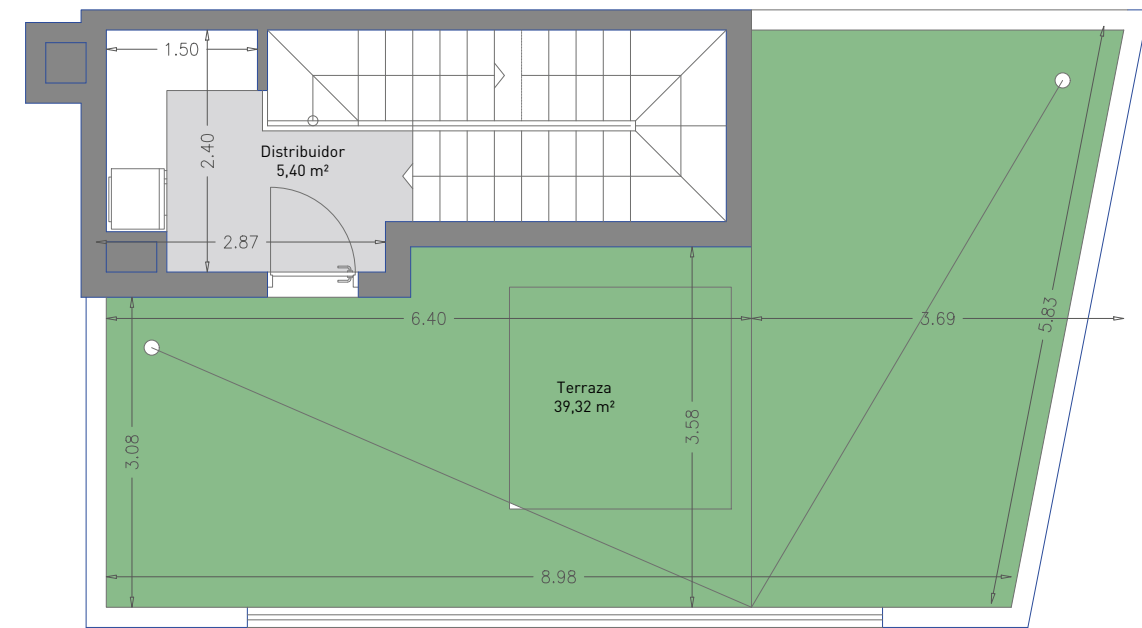 1.50
2.40
Distribuidor
5,40 m²
2.87
6.40
3.69
5.83
Terraza
39,32 m²
3.08
3.58
8.98